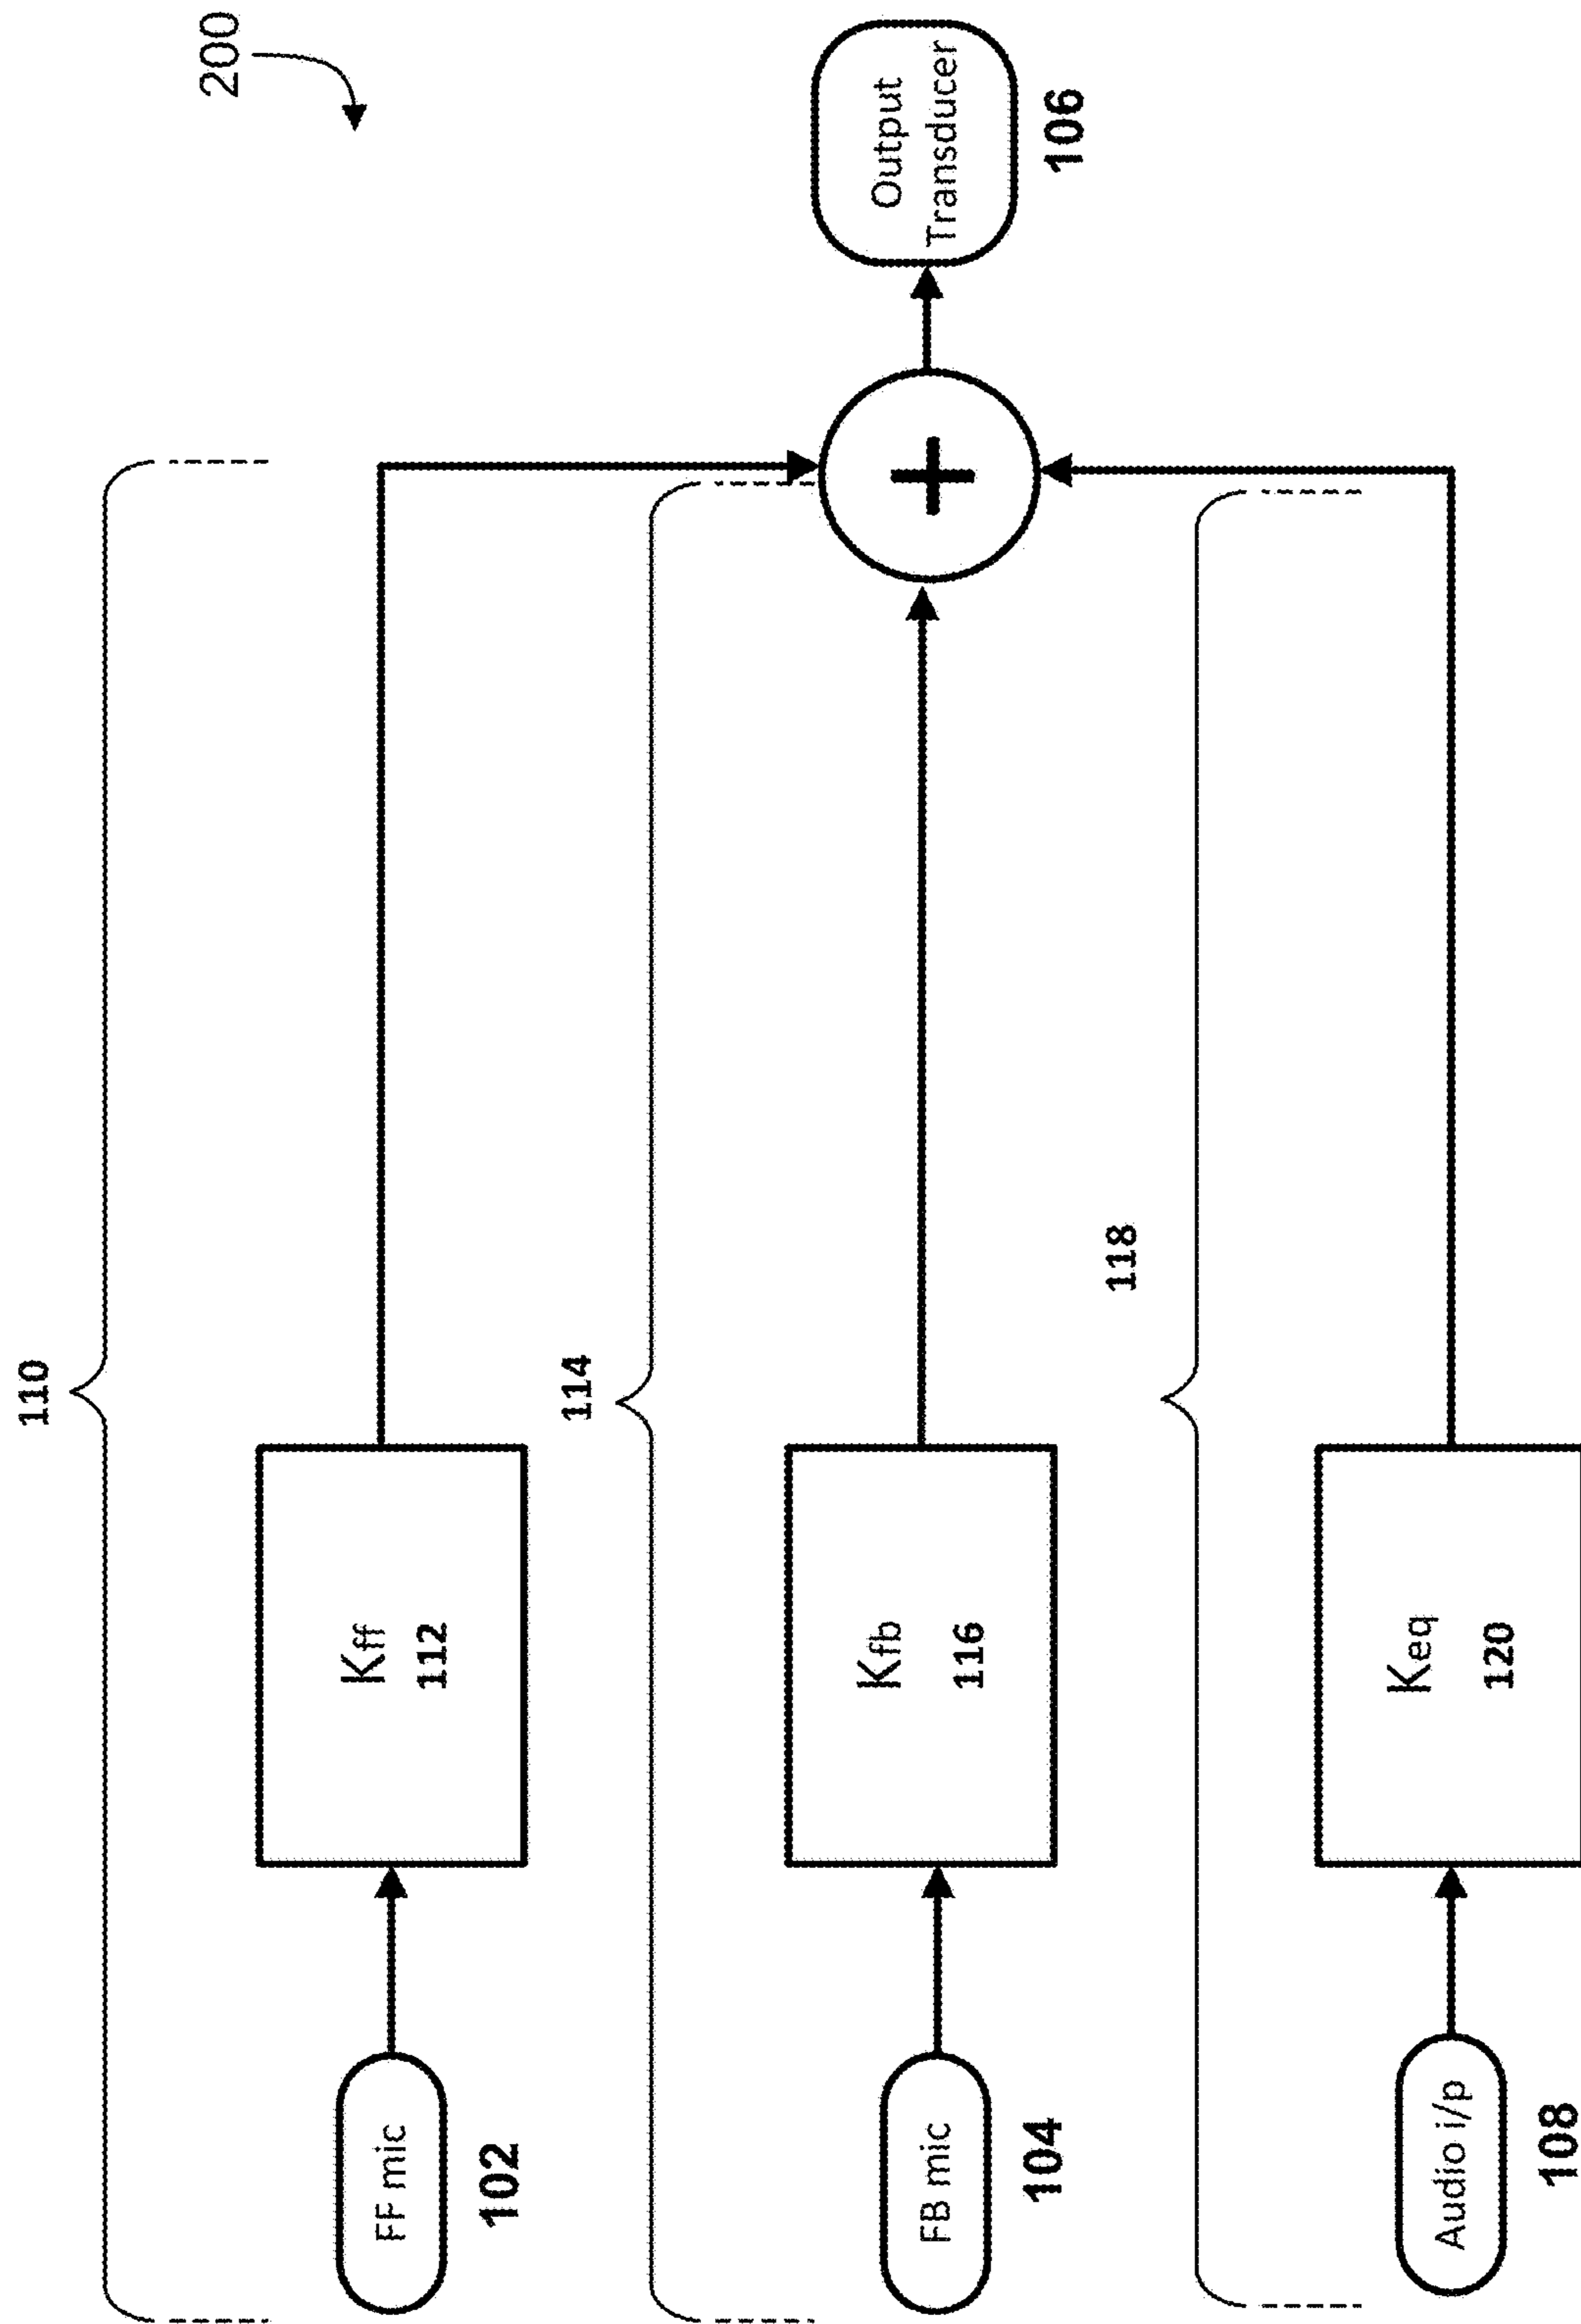 200
110
FF mic
102
Kff
112
114
FB mic
104
Kfb
116
Output
Transducer
106
118
Audio i/p
108
Keq
120